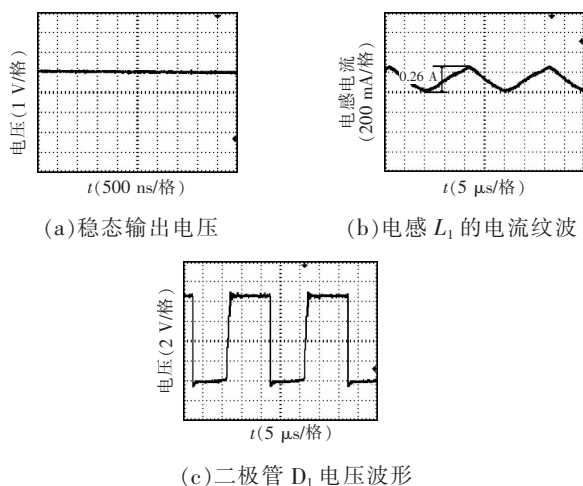 电压(1 V/格)
t(500 ns/格)
(a)稳态输出电压
电感电流
(200 mA/格)
0.26 A
t(5 μs/格)
(b)电感 L₁ 的电流纹波
电压(2 V/格)
t(5 μs/格)
(c)二极管 D₁ 电压波形